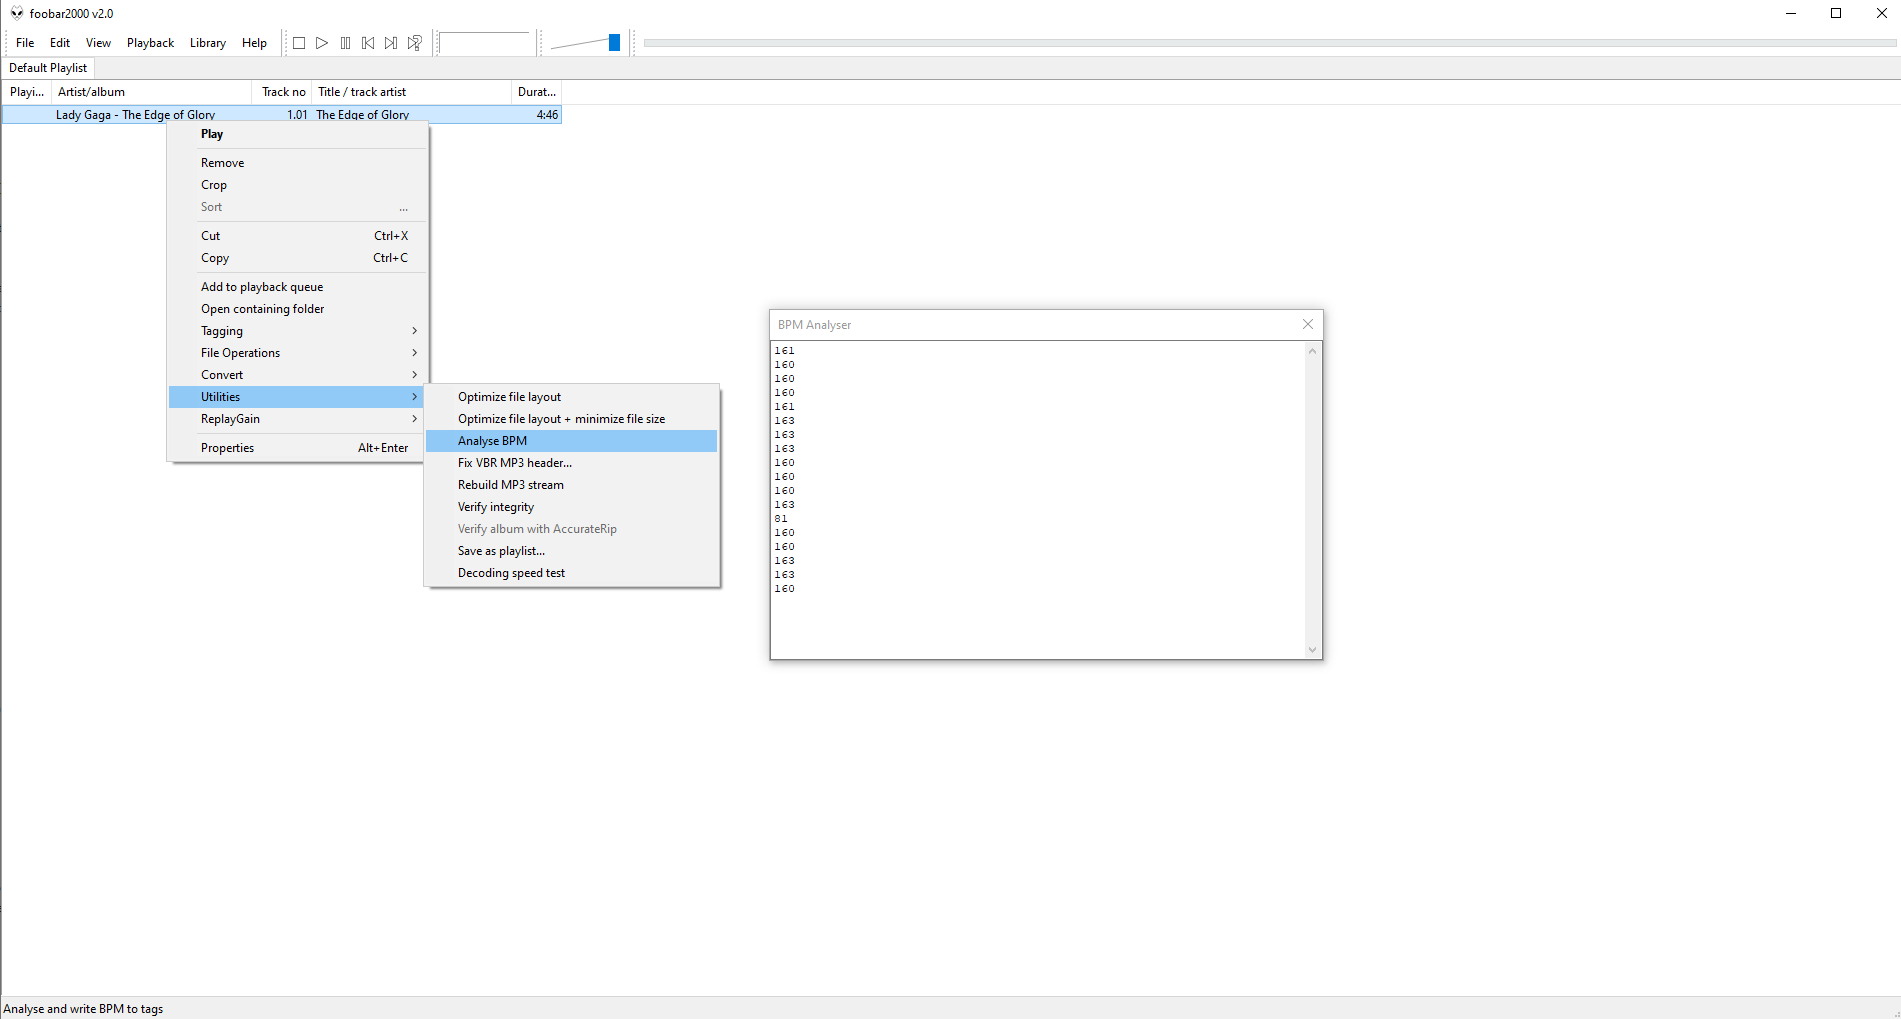 foobar2000 v2.0
File Edit View Playback Library Help
Default Playlist
Playi... Artist/album Track no Title / track artist Durat...
Lady Gaga - The Edge of Glory 1.01 The Edge of Glory 4:46
Play
Remove
Crop
Sort ...
Cut Ctrl+X
Copy Ctrl+C
Add to playback queue
Open containing folder
Tagging
File Operations
Convert
Utilities
ReplayGain
Properties Alt+Enter
Optimize file layout
Optimize file layout + minimize file size
Analyse BPM
Fix VBR MP3 header...
Rebuild MP3 stream
Verify integrity
Verify album with AccurateRip
Save as playlist...
Decoding speed test
BPM Analyser
161
160
160
160
161
163
163
163
160
160
160
163
81
160
160
163
163
160
Analyse and write BPM to tags